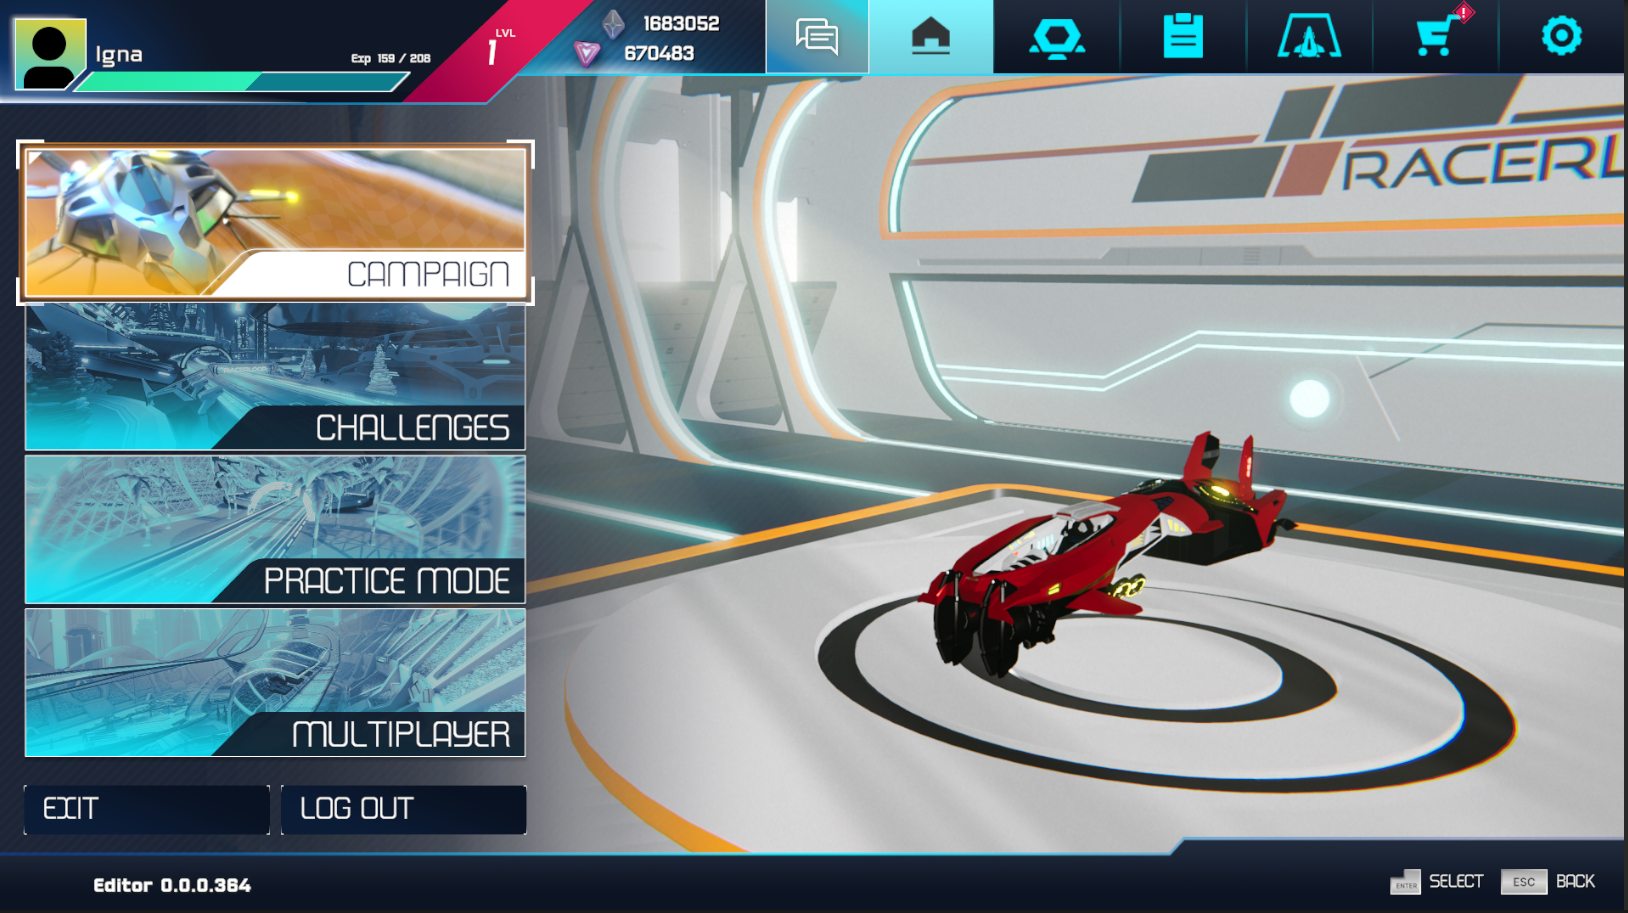 Igna
Exp 159 / 208
LVL
1
1683052
670483
!
RACERL
CAMPAIGN
RACERLOOP
CHALLENGES
PRACTICE MODE
MULTIPLAYER
EXIT
LOG OUT
Editor 0.0.0.364
ENTER
SELECT
ESC
BACK